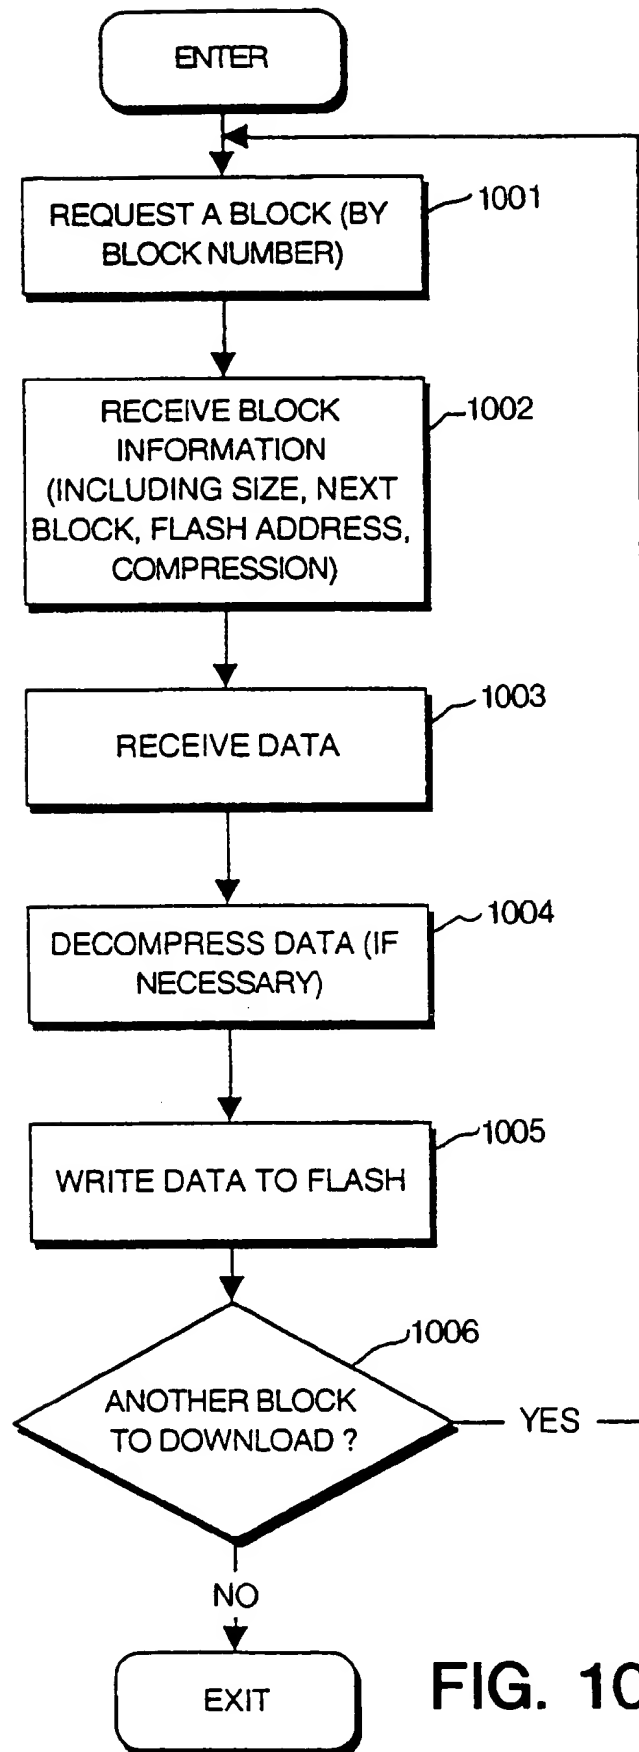 ENTER
REQUEST A BLOCK (BY
BLOCK NUMBER)
1001
RECEIVE BLOCK
INFORMATION
(INCLUDING SIZE, NEXT
BLOCK, FLASH ADDRESS,
COMPRESSION)
1002
RECEIVE DATA
1003
DECOMPRESS DATA (IF
NECESSARY)
1004
WRITE DATA TO FLASH
1005
ANOTHER BLOCK
TO DOWNLOAD ?
1006
YES
NO
EXIT
FIG. 10